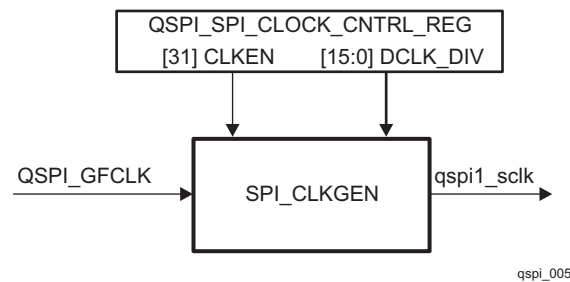 QSPI_SPI_CLOCK_CNTRL_REG
[31] CLKEN [15:0] DCLK_DIV
QSPI_GFCLK
SPI_CLKGEN
qspi1_sclk
qspi_005